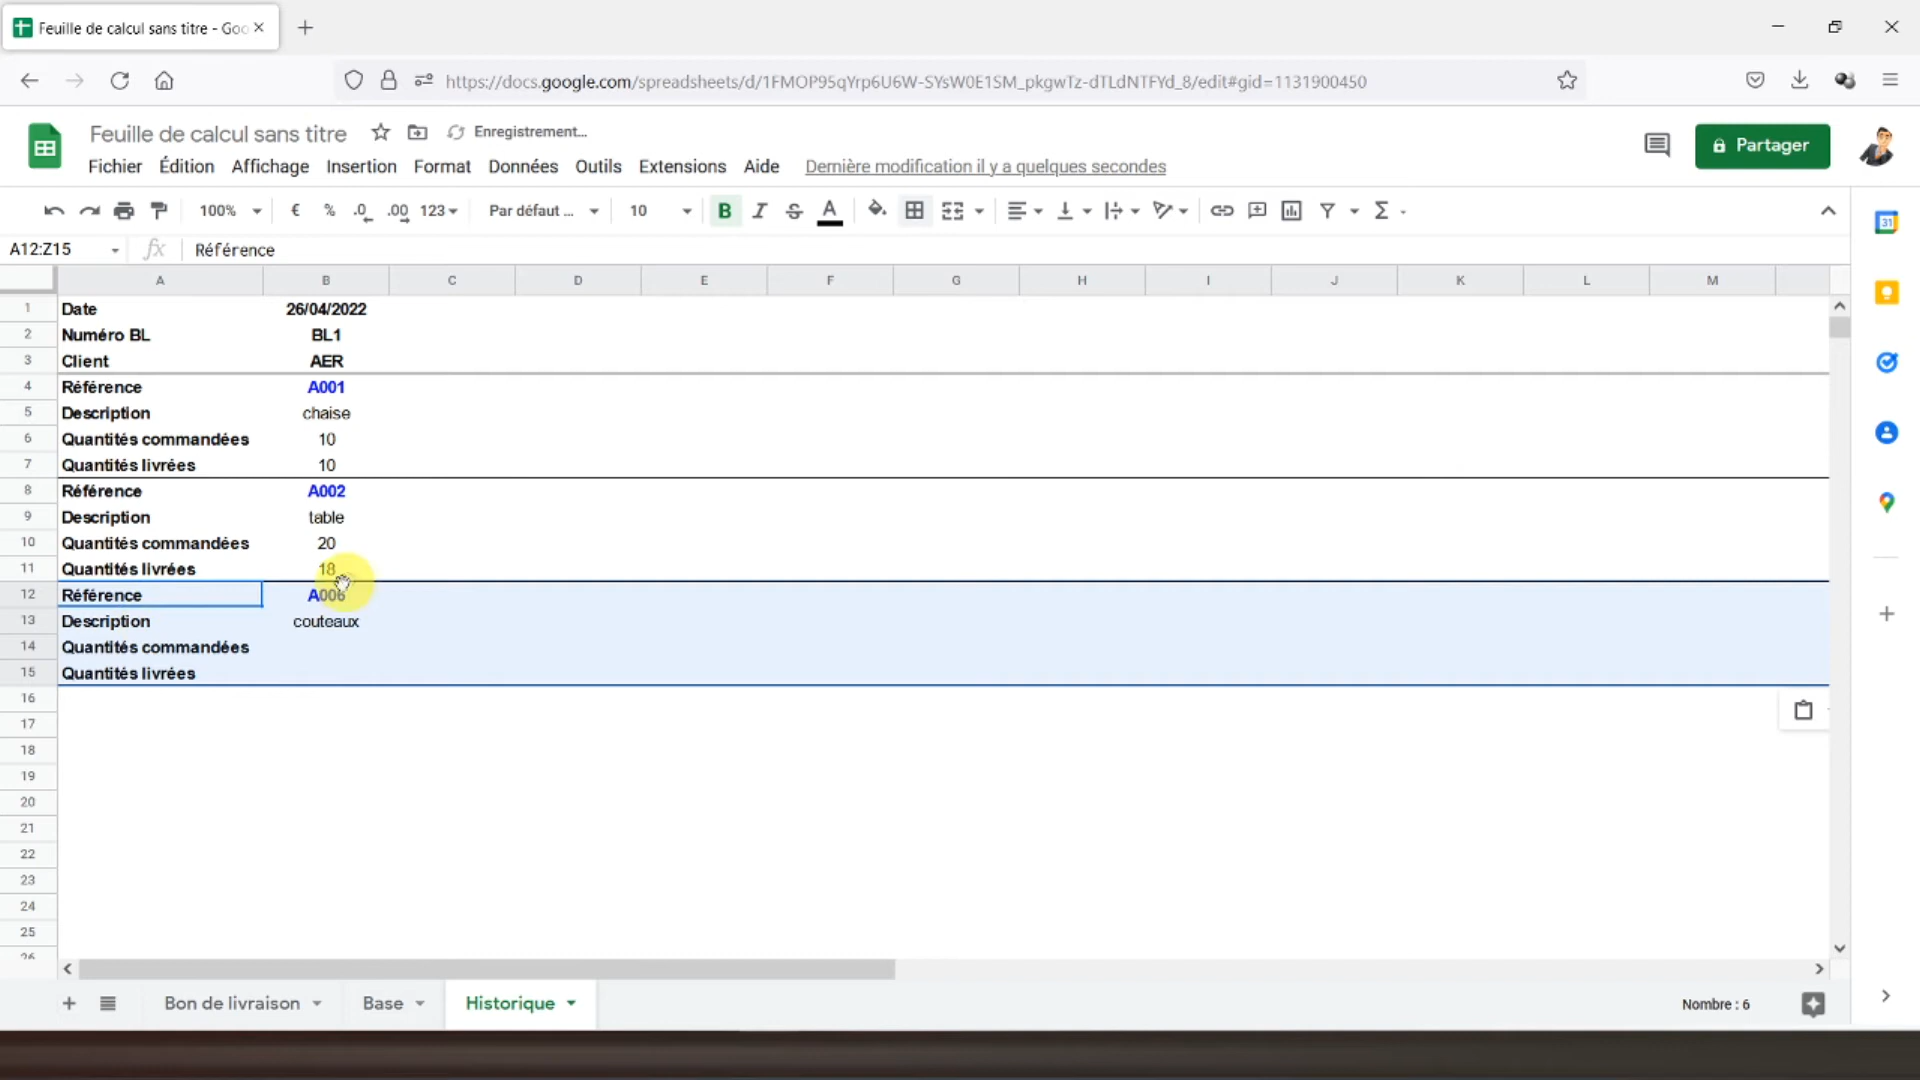 Feuille de calcul sans titre - Goo
https://docs.google.com/spreadsheets/d/1FMOP95qYrp6U6W-SYsW0E1SM_pkgwTz-dTLdNTFYd_8/edit#gid=1131900450
Feuille de calcul sans titre
Enregistrement...
Partager
Fichier Édition Affichage Insertion Format Données Outils Extensions Aide Dernière modification il y a quelques secondes
100% € % .0 .00 123 Par défaut ... 10 B I S A Σ
31
A12:Z15 fx Référence
A B C D E F G H I J K L M
1 Date 26/04/2022
2 Numéro BL BL1
3 Client AER
4 Référence A001
5 Description chaise
6 Quantités commandées 10
7 Quantités livrées 10
8 Référence A002
9 Description table
10 Quantités commandées 20
11 Quantités livrées 18
12 Référence A006
13 Description couteaux
14 Quantités commandées
15 Quantités livrées
16
17
18
19
20
21
22
23
24
25
26
Bon de livraison Base Historique Nombre : 6